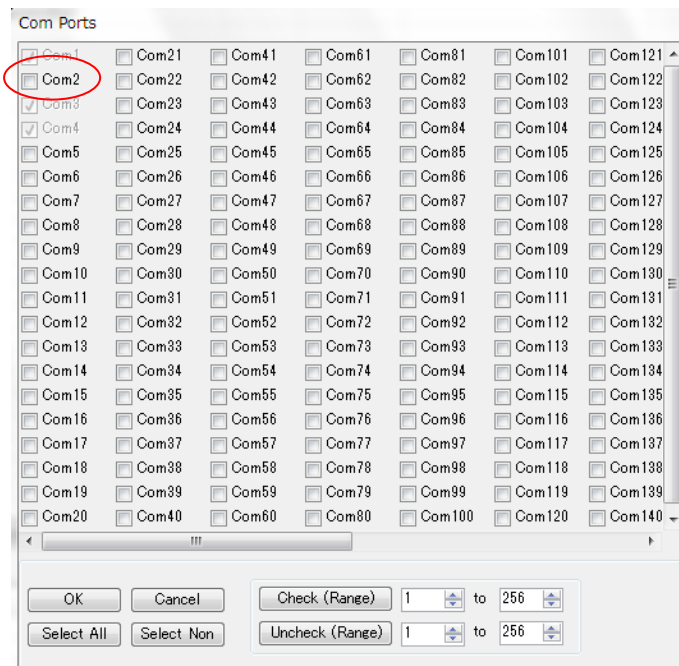 Com Ports
Com1 Com21 Com41 Com61 Com81 Com101 Com121
Com2 Com22 Com42 Com62 Com82 Com102 Com122
Com3 Com23 Com43 Com63 Com83 Com103 Com123
Com4 Com24 Com44 Com64 Com84 Com104 Com124
Com5 Com25 Com45 Com65 Com85 Com105 Com125
Com6 Com26 Com46 Com66 Com86 Com106 Com126
Com7 Com27 Com47 Com67 Com87 Com107 Com127
Com8 Com28 Com48 Com68 Com88 Com108 Com128
Com9 Com29 Com49 Com69 Com89 Com109 Com129
Com10 Com30 Com50 Com70 Com90 Com110 Com130
Com11 Com31 Com51 Com71 Com91 Com111 Com131
Com12 Com32 Com52 Com72 Com92 Com112 Com132
Com13 Com33 Com53 Com73 Com93 Com113 Com133
Com14 Com34 Com54 Com74 Com94 Com114 Com134
Com15 Com35 Com55 Com75 Com95 Com115 Com135
Com16 Com36 Com56 Com76 Com96 Com116 Com136
Com17 Com37 Com57 Com77 Com97 Com117 Com137
Com18 Com38 Com58 Com78 Com98 Com118 Com138
Com19 Com39 Com59 Com79 Com99 Com119 Com139
Com20 Com40 Com60 Com80 Com100 Com120 Com140
OK Cancel Check (Range) 1 to 256
Select All Select Non Uncheck (Range) 1 to 256